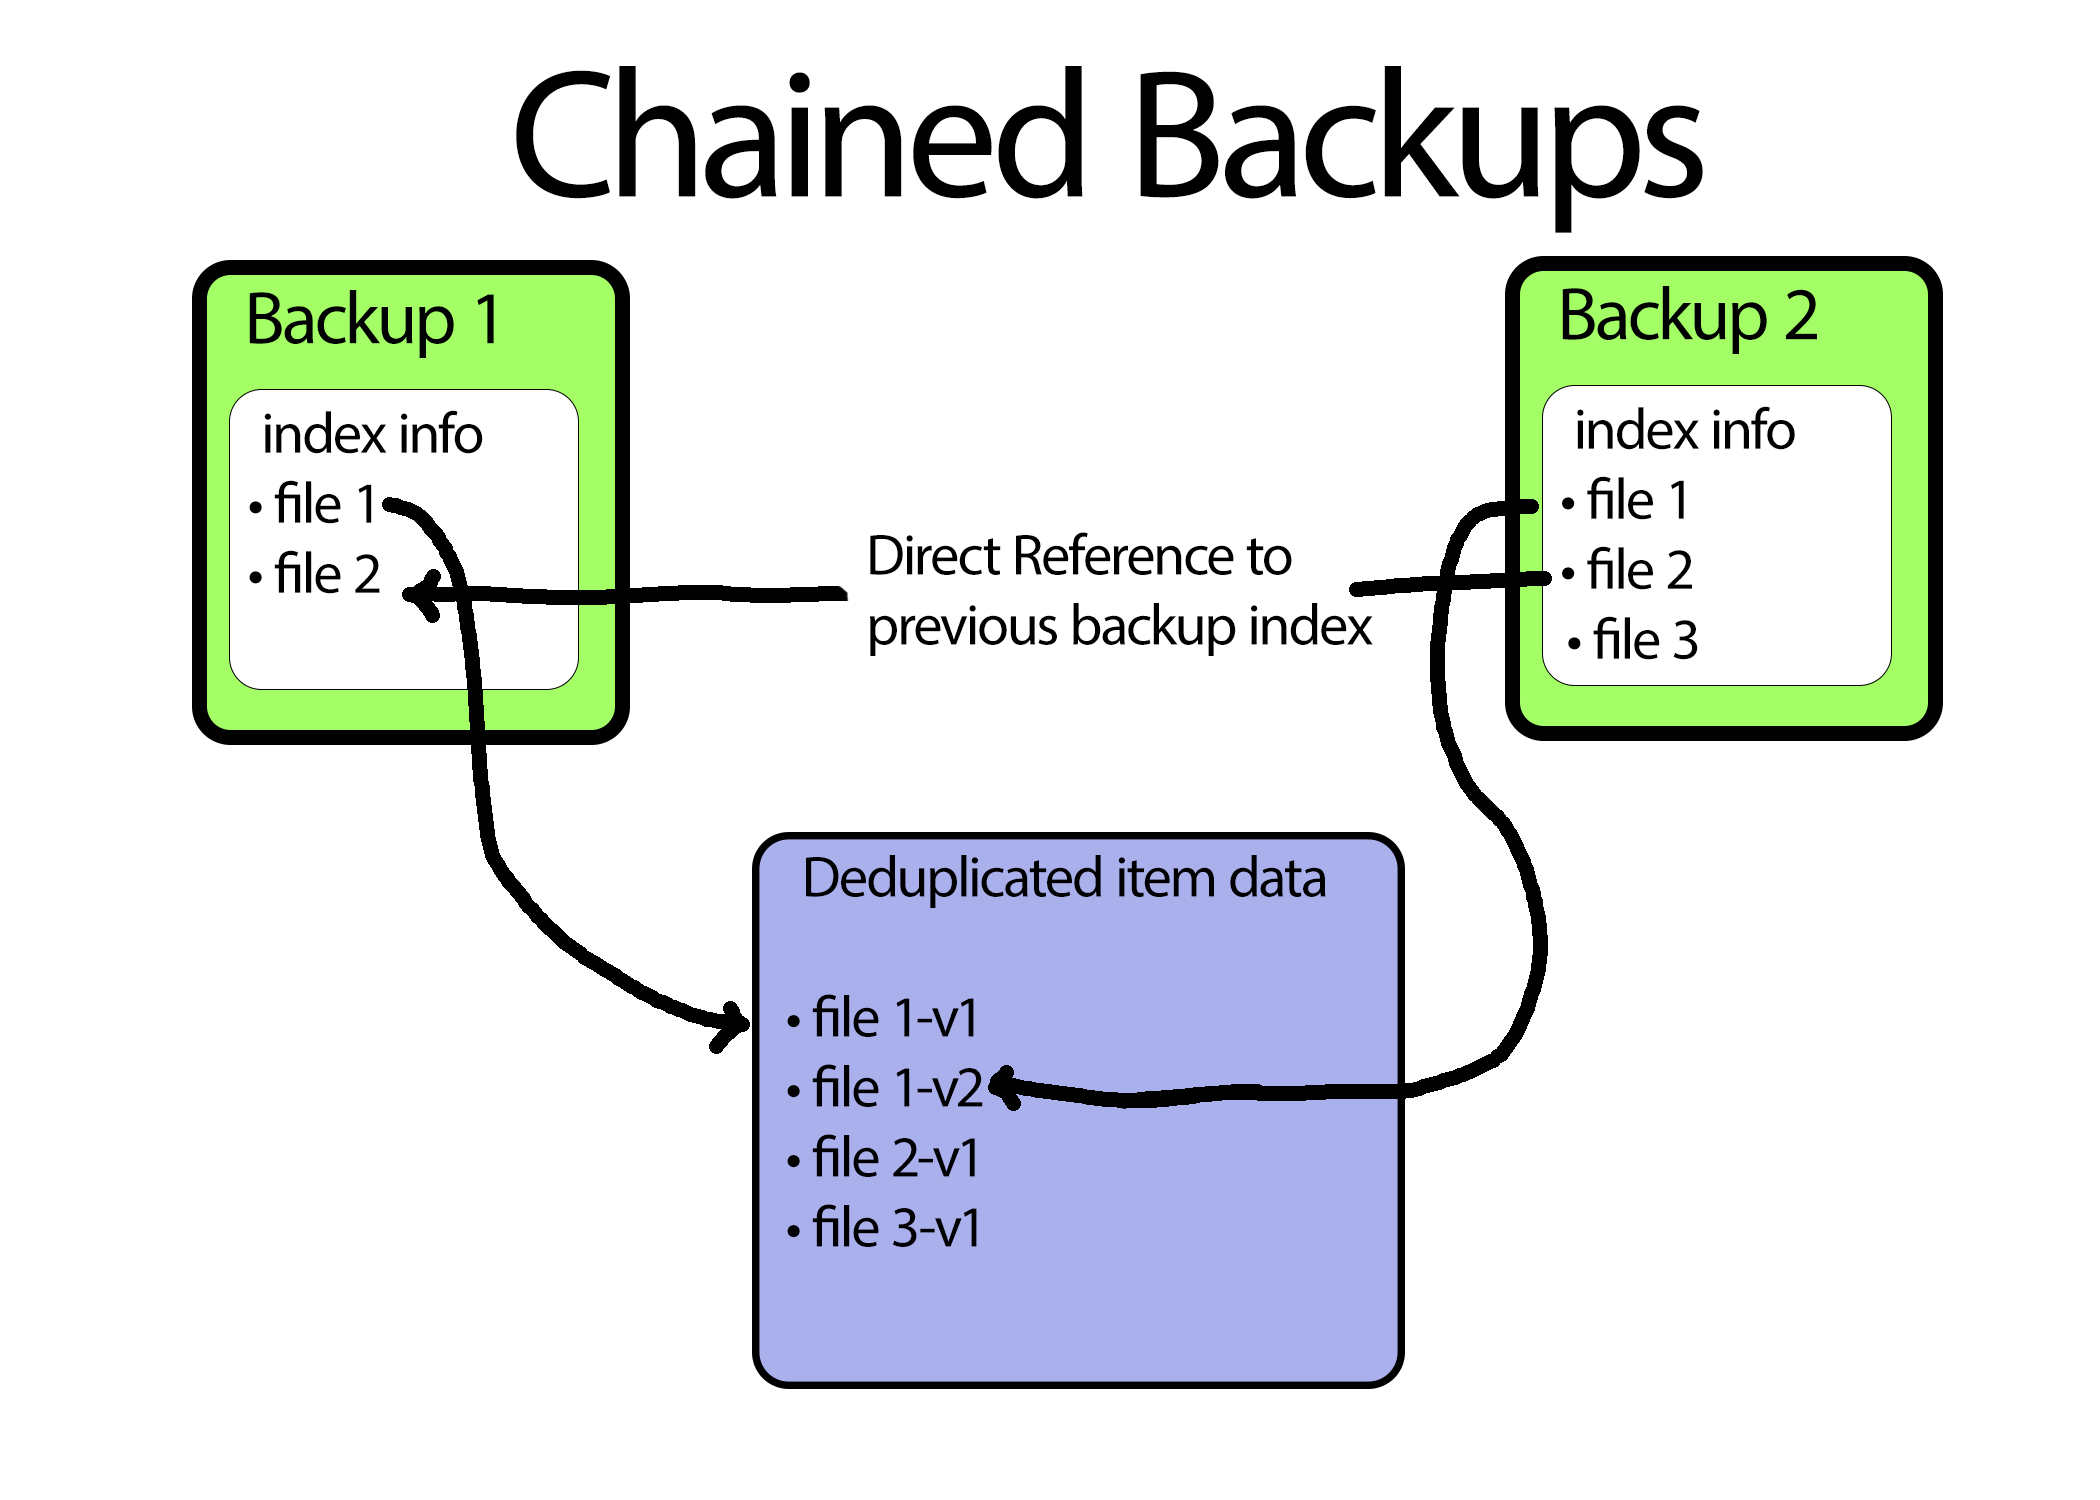 Chained Backups
Backup 1
index info
• file 1
• file 2
Direct Reference to
previous backup index
Backup 2
index info
• file 1
• file 2
• file 3
Deduplicated item data
• file 1-v1
• file 1-v2
• file 2-v1
• file 3-v1